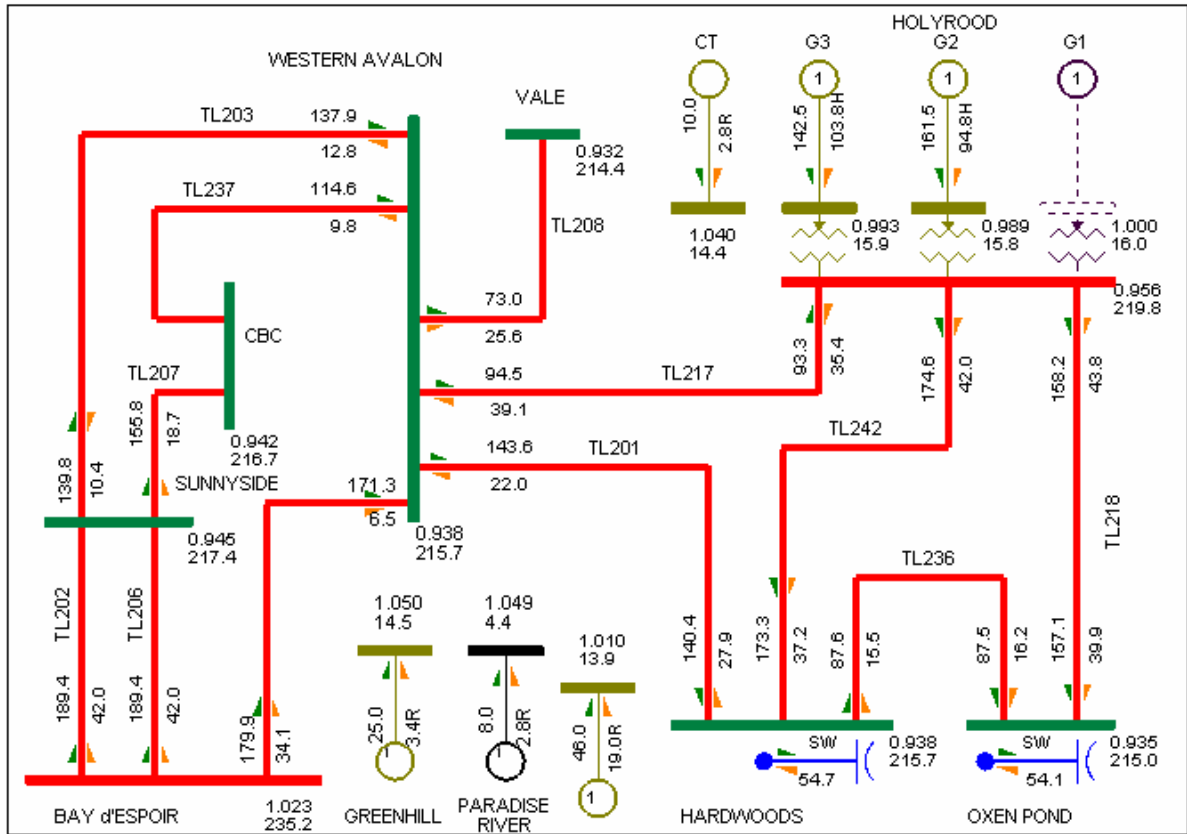 HOLYROOD
CT G3 G2 G1
1 1 1
WESTERN AVALON
VALE
TL203 137.9
12.8
TL237 114.6
9.8
0.932
214.4
TL208
10.0 2.8R
142.5 103.8H
161.5 94.8H
1.040
14.4
0.993
15.9
0.989
15.8
1.000
16.0
0.956
219.8
73.0
25.6
CBC
TL207
155.8 18.7
0.942
216.7
94.5 TL217
39.1
93.3 35.4
174.6 42.0
158.2 43.8
TL242
143.6 TL201
22.0
139.8 10.4
SUNNYSIDE
171.3
6.5
0.938
215.7
0.945
217.4
TL218
TL236
TL202
TL206
189.4 42.0
189.4 42.0
179.9 34.1
1.050
14.5
1.049
4.4
1.010
13.9
25.0 3.4R
8.0 2.8R
46.0 19.0R
1
1
140.4 27.9
173.3 37.2
87.6 15.5
87.5 16.2
157.1 39.9
SW
54.7
0.938
215.7
SW
54.1
0.935
215.0
BAY d'ESPOIR
1.023
235.2
GREENHILL
PARADISE
RIVER
HARDWOODS
OXEN POND